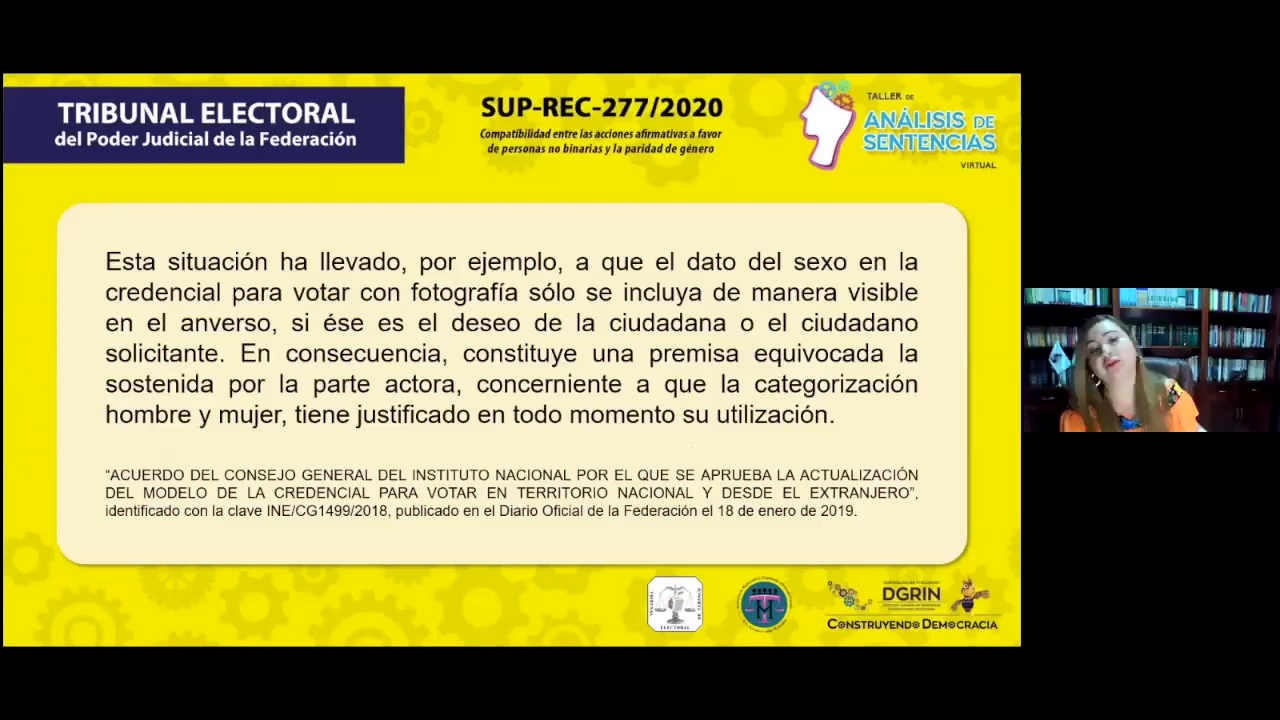 TRIBUNAL ELECTORAL
del Poder Judicial de la Federación
SUP-REC-277/2020
Compatibilidad entre las acciones afirmativas a favor
de personas no binarias y la paridad de género
TALLER DE
ANÁLISIS DE
SENTENCIAS
VIRTUAL
Esta situación ha llevado, por ejemplo, a que el dato del sexo en la
credencial para votar con fotografía sólo se incluya de manera visible
en el anverso, si ése es el deseo de la ciudadana o el ciudadano
solicitante. En consecuencia, constituye una premisa equivocada la
sostenida por la parte actora, concerniente a que la categorización
hombre y mujer, tiene justificado en todo momento su utilización.
“ACUERDO DEL CONSEJO GENERAL DEL INSTITUTO NACIONAL POR EL QUE SE APRUEBA LA ACTUALIZACIÓN
DEL MODELO DE LA CREDENCIAL PARA VOTAR EN TERRITORIO NACIONAL Y DESDE EL EXTRANJERO”,
identificado con la clave INE/CG1499/2018, publicado en el Diario Oficial de la Federación el 18 de enero de 2019.
TRIBUNAL
ELECTORAL
DE TABASCO
DGRIN
CONSTRUYENDO DEMOCRACIA